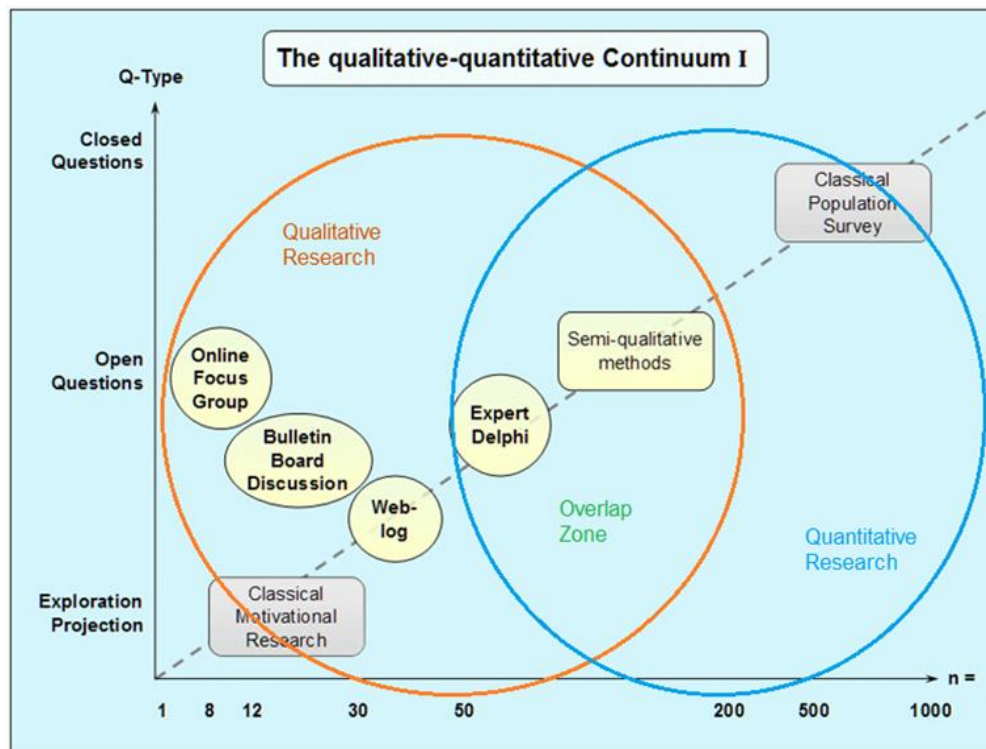 The qualitative-quantitative Continuum I
Q-Type
Closed
Questions
Open
Questions
Exploration
Projection
Qualitative
Research
Classical
Population
Survey
Semi-qualitative
methods
Online
Focus
Group
Bulletin
Board
Discussion
Expert
Delphi
Web-
log
Overlap
Zone
Quantitative
Research
Classical
Motivational
Research
n =
1 8 12 30 50 200 500 1000